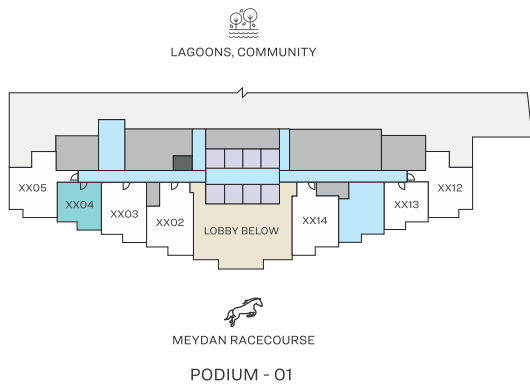 LAGOONS, COMMUNITY
XX05
XX04
XX03
XX02
LOBBY BELOW
XX14
XX13
XX12
MEYDAN RACECOURSE
PODIUM - 01